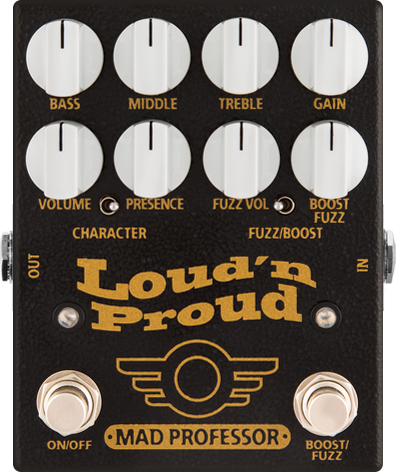 BASS MIDDLE TREBLE GAIN
VOLUME PRESENCE FUZZ VOL BOOST
FUZZ
CHARACTER FUZZ/BOOST
OUT
IN
Loud'n
Proud
ON/OFF
• MAD PROFESSOR •
BOOST/
FUZZ